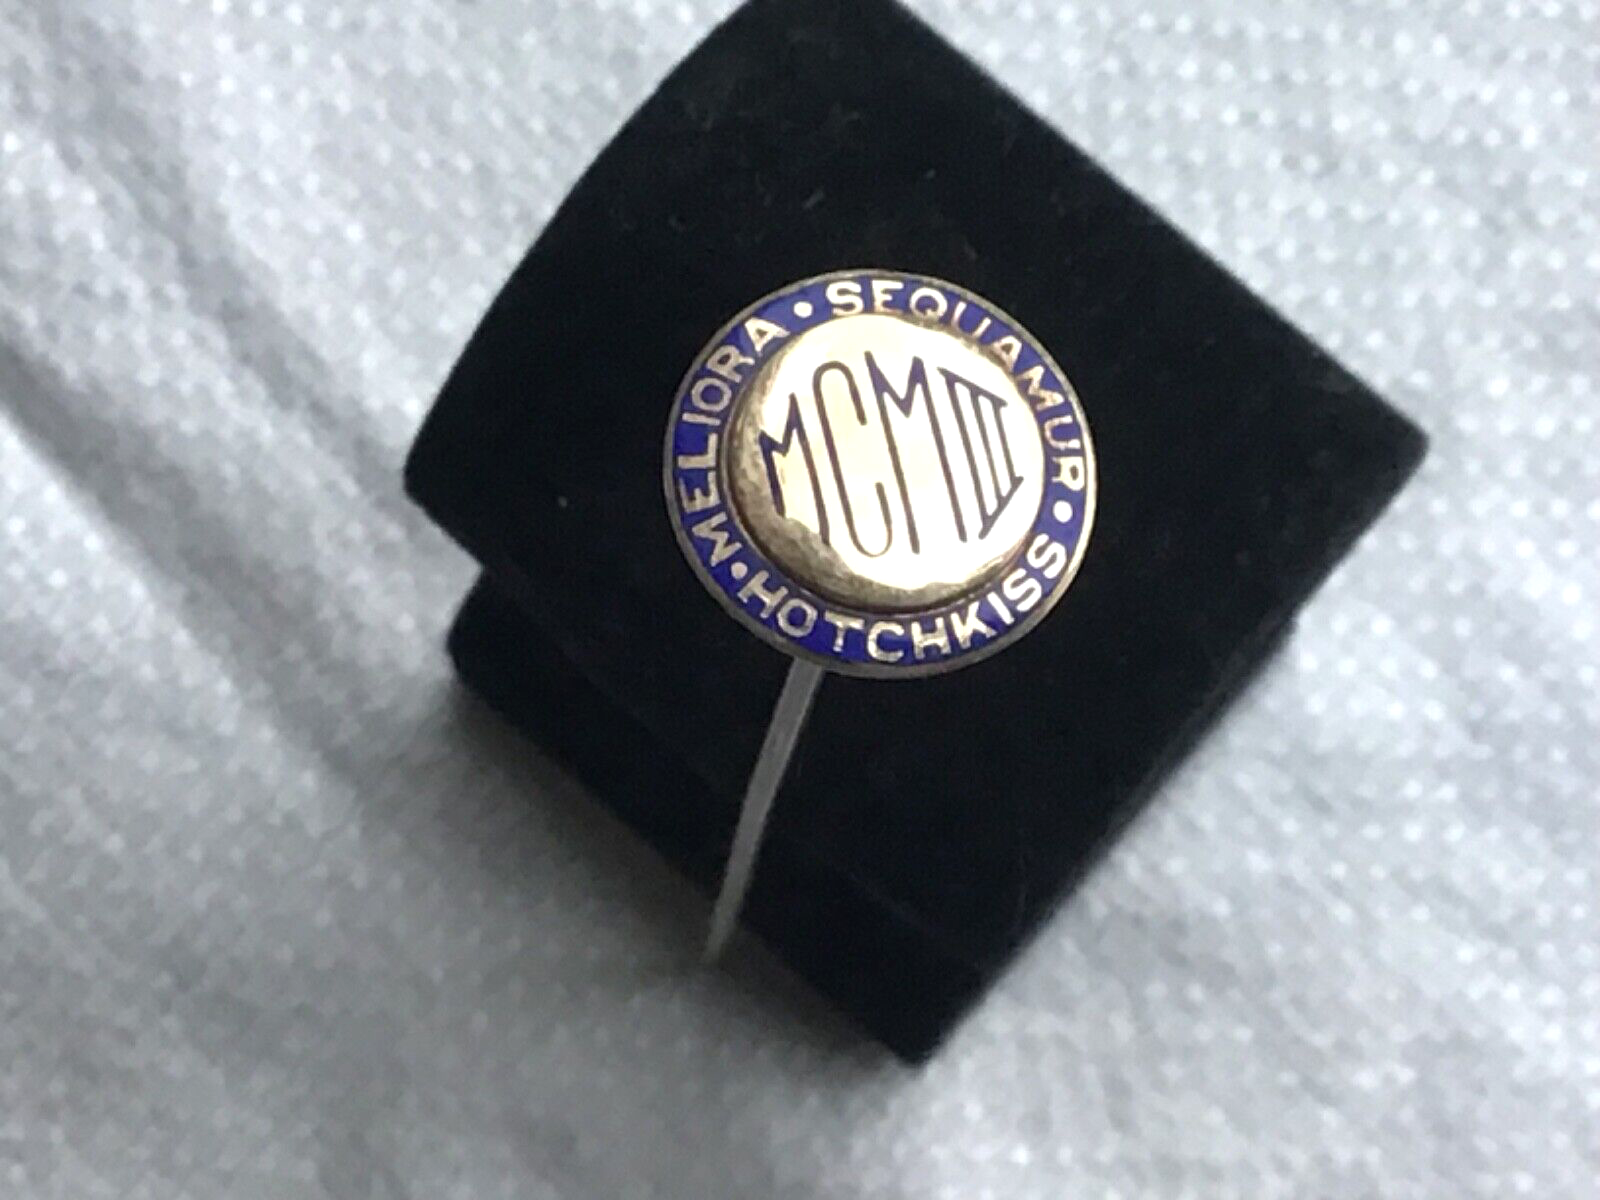 MELIORA • SEQUAMUR • HOTCHKISS •
MCMIII